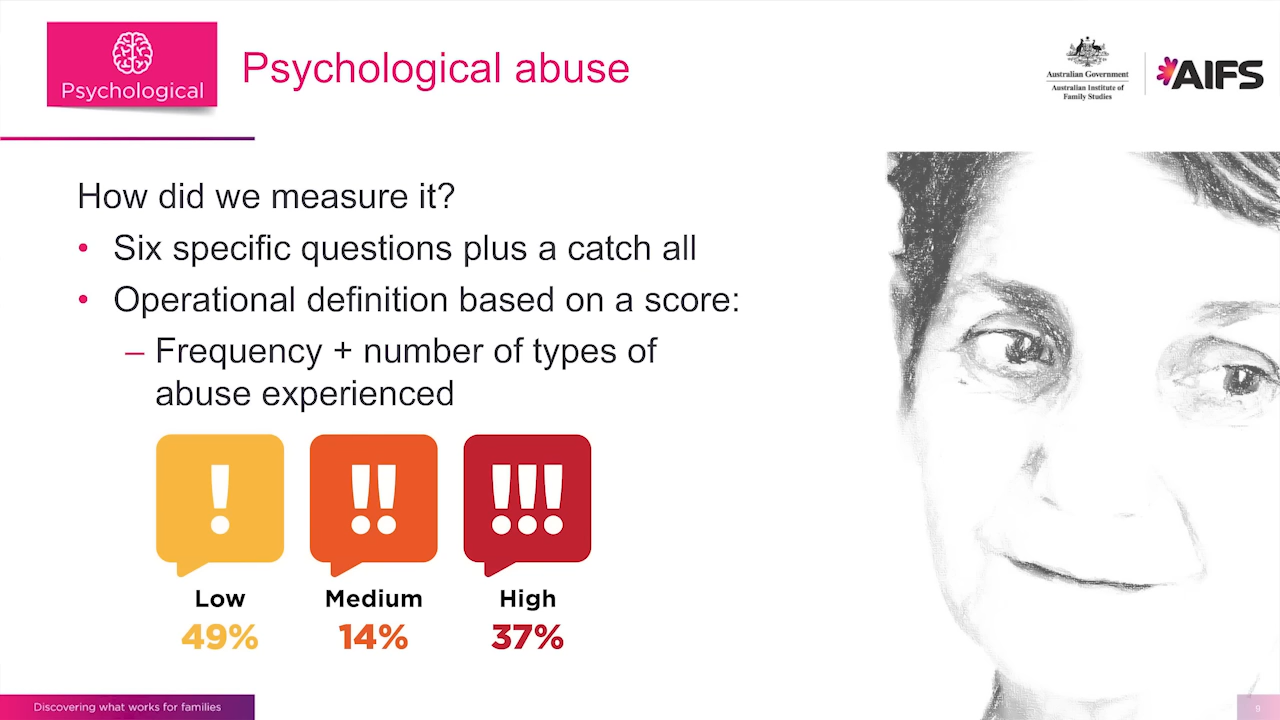 Psychological
Psychological abuse
Australian Government
Australian Institute of
Family Studies
AIFS
How did we measure it?
• Six specific questions plus a catch all
• Operational definition based on a score:
– Frequency + number of types of
abuse experienced
! !! !!!
Low Medium High
49% 14% 37%
Discovering what works for families
9